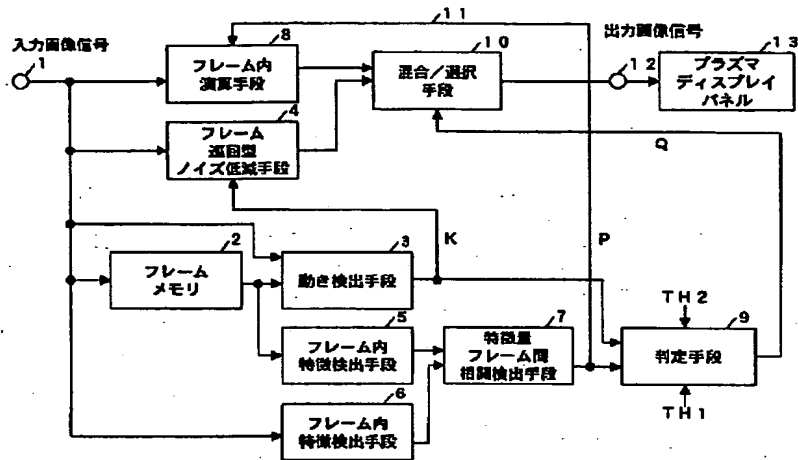 11
入力画像信号
1
8
フレーム内
演算手段
10
混合/選択
手段
出力画像信号
12
13
プラズマ
ディスプレイ
パネル
4
フレーム
巡回型
ノイズ低減手段
Q
K
P
2
フレーム
メモリ
3
動き検出手段
TH2
5
フレーム内
特徴検出手段
7
特徴量
フレーム間
相関検出手段
9
判定手段
6
フレーム内
特徴検出手段
TH1